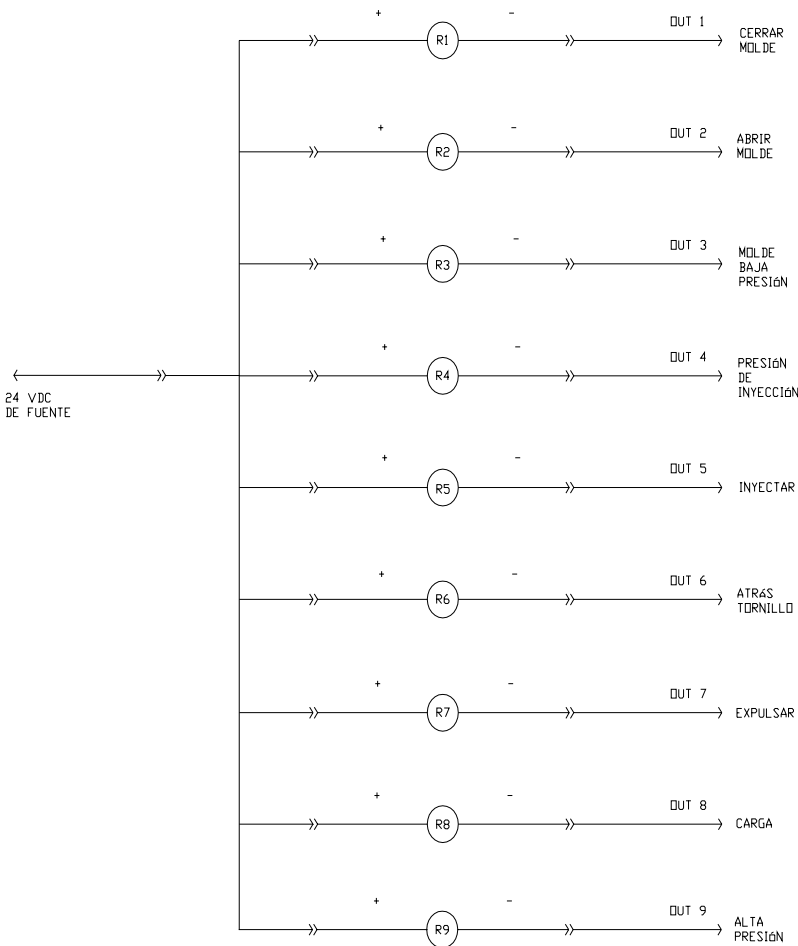 + -
OUT 1
R1
CERRAR
MOLDE
+ -
OUT 2
R2
ABRIR
MOLDE
+ -
OUT 3
R3
MOLDE
BAJA
PRESIóN
+ -
OUT 4
R4
PRESIóN
DE
INYECCIóN
24 VDC
DE FUENTE
+ -
OUT 5
R5
INYECTAR
+ -
OUT 6
R6
ATRáS
TORNILLO
+ -
OUT 7
R7
EXPULSAR
+ -
OUT 8
R8
CARGA
+ -
OUT 9
R9
ALTA
PRESIóN